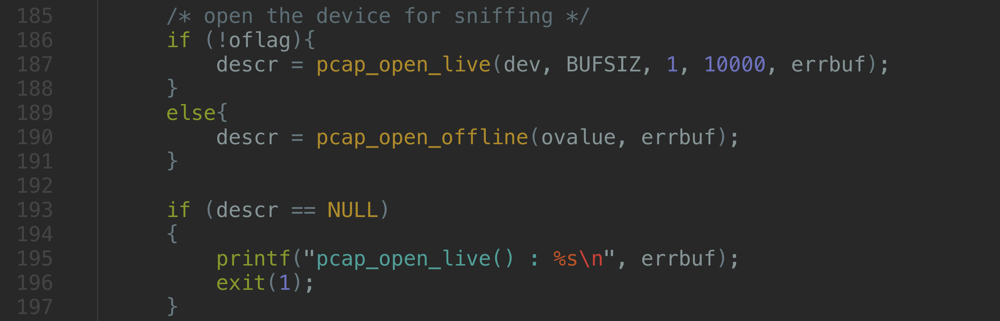 185 /* open the device for sniffing */
186 if (!oflag){
187 descr = pcap_open_live(dev, BUFSIZ, 1, 10000, errbuf);
188 }
189 else{
190 descr = pcap_open_offline(ovalue, errbuf);
191 }
192
193 if (descr == NULL)
194 {
195 printf("pcap_open_live() : %s\n", errbuf);
196 exit(1);
197 }